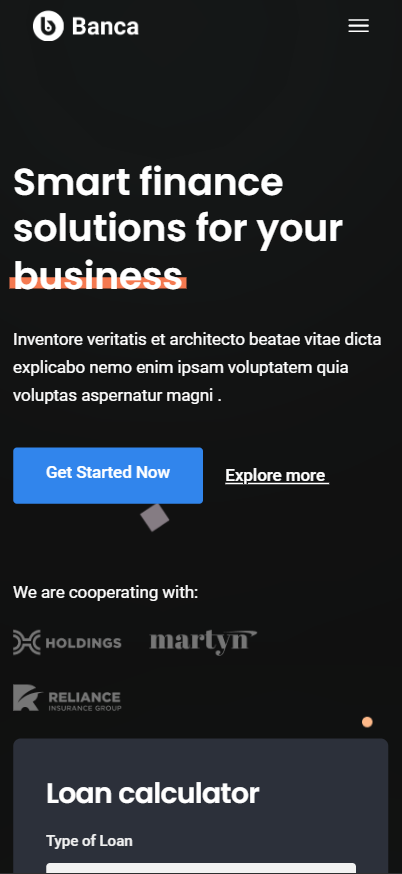 Banca
Smart finance
solutions for your
business
Inventore veritatis et architecto beatae vitae dicta
explicabo nemo enim ipsam voluptatem quia
voluptas aspernatur magni .
Get Started Now
Explore more
We are cooperating with:
HOLDINGS
martyn
RELIANCE
INSURANCE GROUP
Loan calculator
Type of Loan